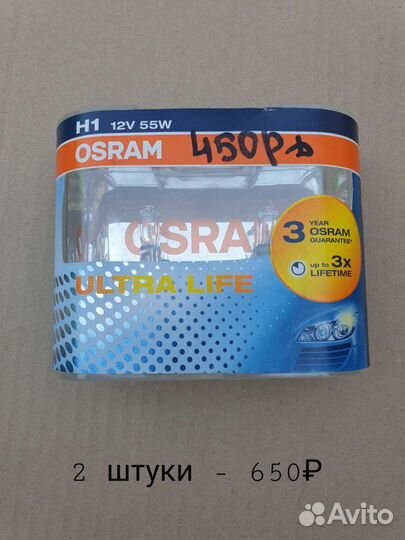 H1 12V 55W
OSRAM 450р
OSRA
ULTRA LIFE
3 YEAR OSRAM GUARANTEE*
up to 3x LIFETIME
2 штуки - 650₽
Avito